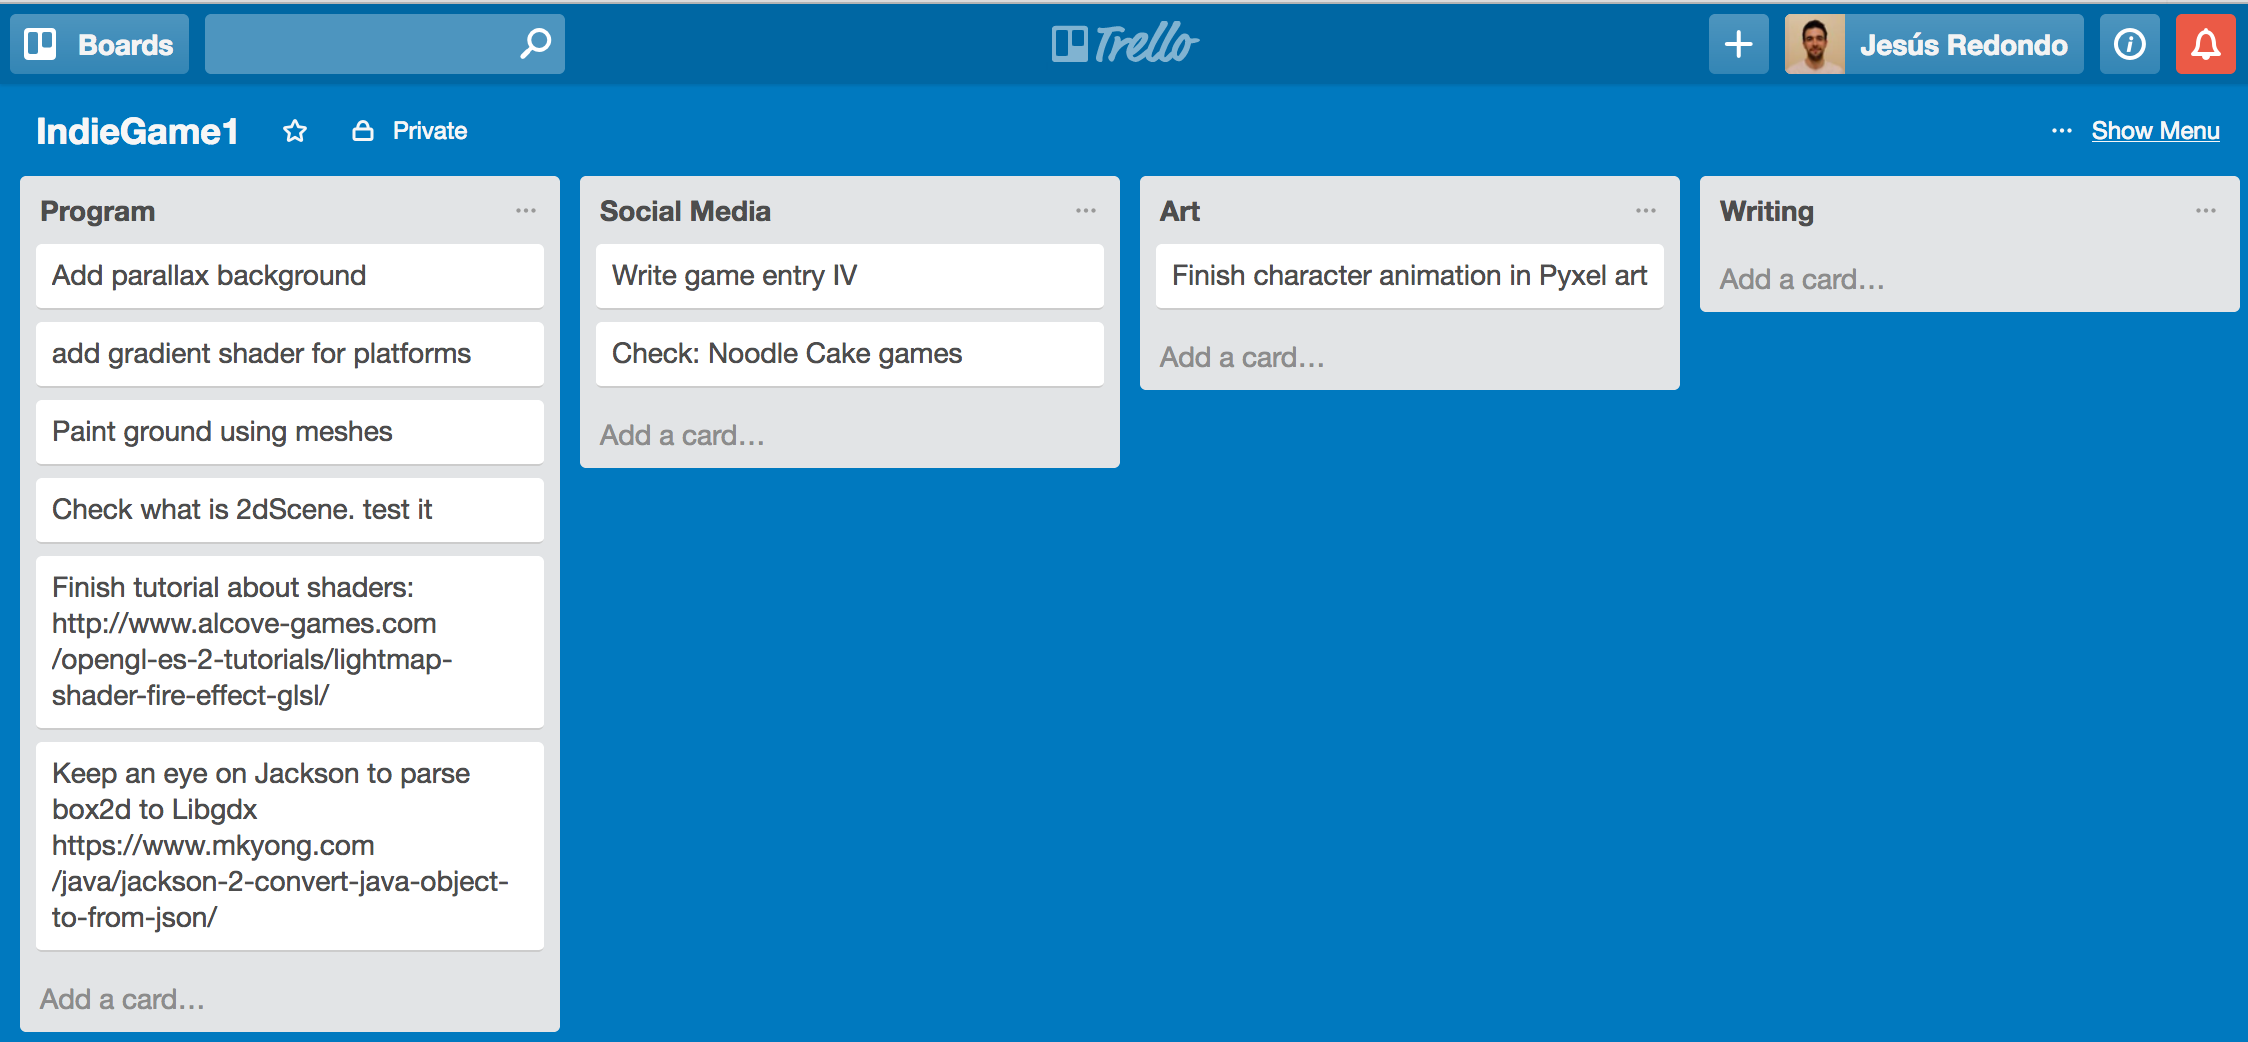 Boards
Trello
Jesús Redondo
IndieGame1
Private
... Show Menu
Program ...
Add parallax background
add gradient shader for platforms
Paint ground using meshes
Check what is 2dScene. test it
Finish tutorial about shaders:
http://www.alcove-games.com
/opengl-es-2-tutorials/lightmap-
shader-fire-effect-glsl/
Keep an eye on Jackson to parse
box2d to Libgdx
https://www.mkyong.com
/java/jackson-2-convert-java-object-
to-from-json/
Add a card...
Social Media ...
Write game entry IV
Check: Noodle Cake games
Add a card...
Art ...
Finish character animation in Pyxel art
Add a card...
Writing ...
Add a card...